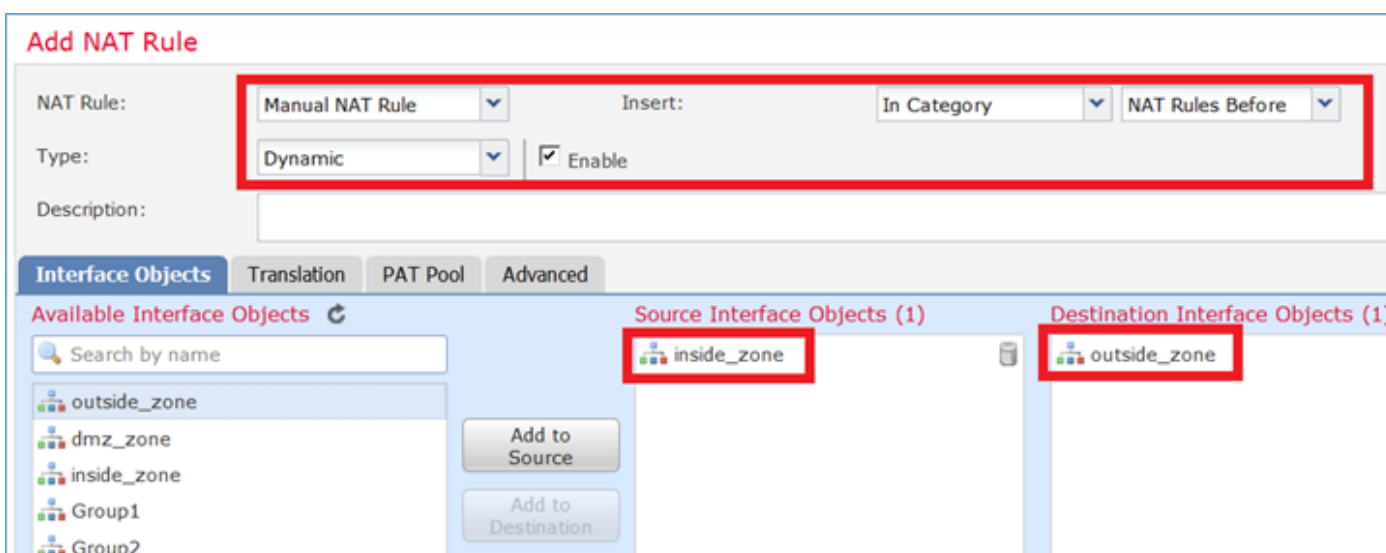 Add NAT Rule
NAT Rule: Manual NAT Rule Insert: In Category NAT Rules Before
Type: Dynamic Enable
Description:
Interface Objects Translation PAT Pool Advanced
Available Interface Objects Source Interface Objects (1) Destination Interface Objects (1)
Search by name inside_zone outside_zone
outside_zone
dmz_zone
inside_zone
Group1
Group2
Add to
Source
Add to
Destination